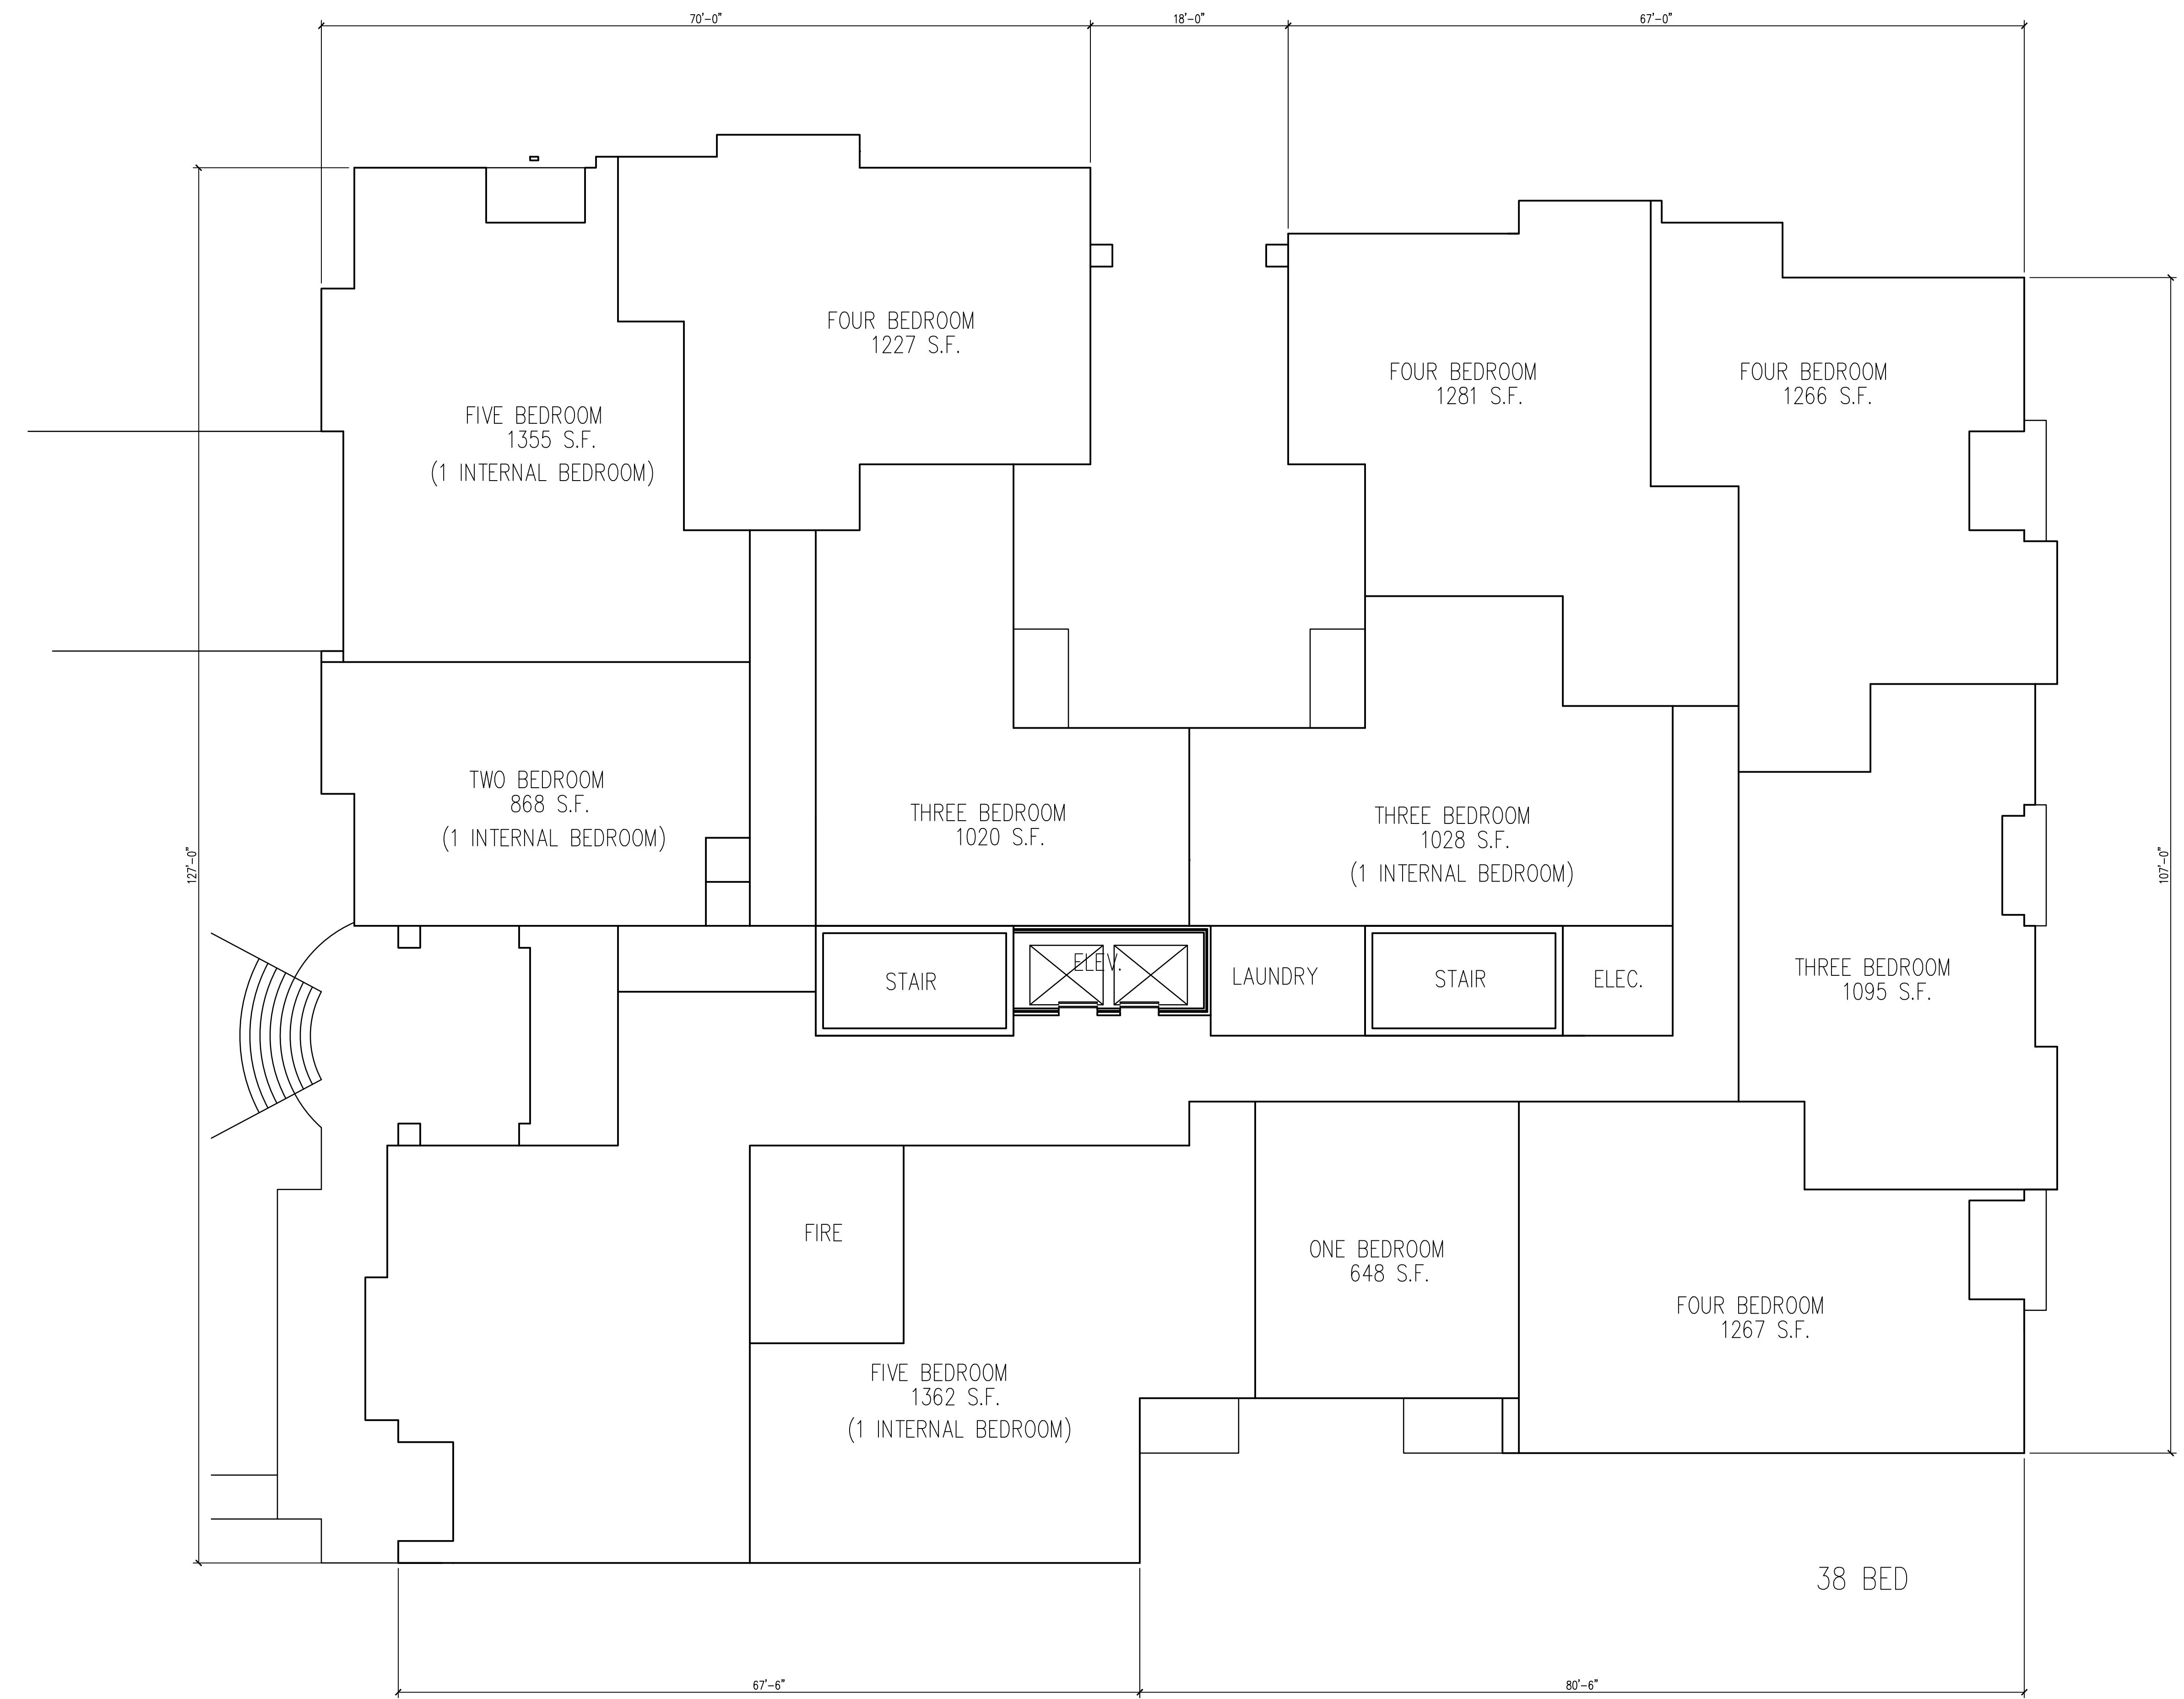 70'-0"
18'-0"
67'-0"
FOUR BEDROOM
1227 S.F.
FOUR BEDROOM
1281 S.F.
FOUR BEDROOM
1266 S.F.
FIVE BEDROOM
1355 S.F.
(1 INTERNAL BEDROOM)
TWO BEDROOM
868 S.F.
(1 INTERNAL BEDROOM)
THREE BEDROOM
1020 S.F.
THREE BEDROOM
1028 S.F.
(1 INTERNAL BEDROOM)
127'-0"
107'-0"
STAIR
ELEV.
LAUNDRY
STAIR
ELEC.
THREE BEDROOM
1095 S.F.
FIRE
ONE BEDROOM
648 S.F.
FOUR BEDROOM
1267 S.F.
FIVE BEDROOM
1362 S.F.
(1 INTERNAL BEDROOM)
38 BED
67'-6"
80'-6"